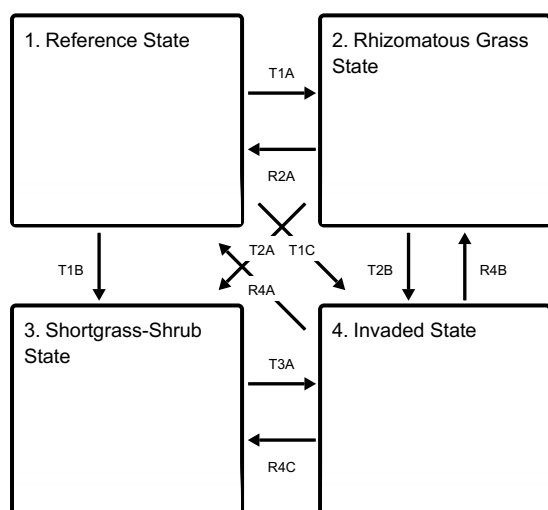 1. Reference State
2. Rhizomatous Grass
State
T1A
R2A
T1B
T2A
T1C
R4A
T2B
R4B
3. Shortgrass-Shrub
State
4. Invaded State
T3A
R4C